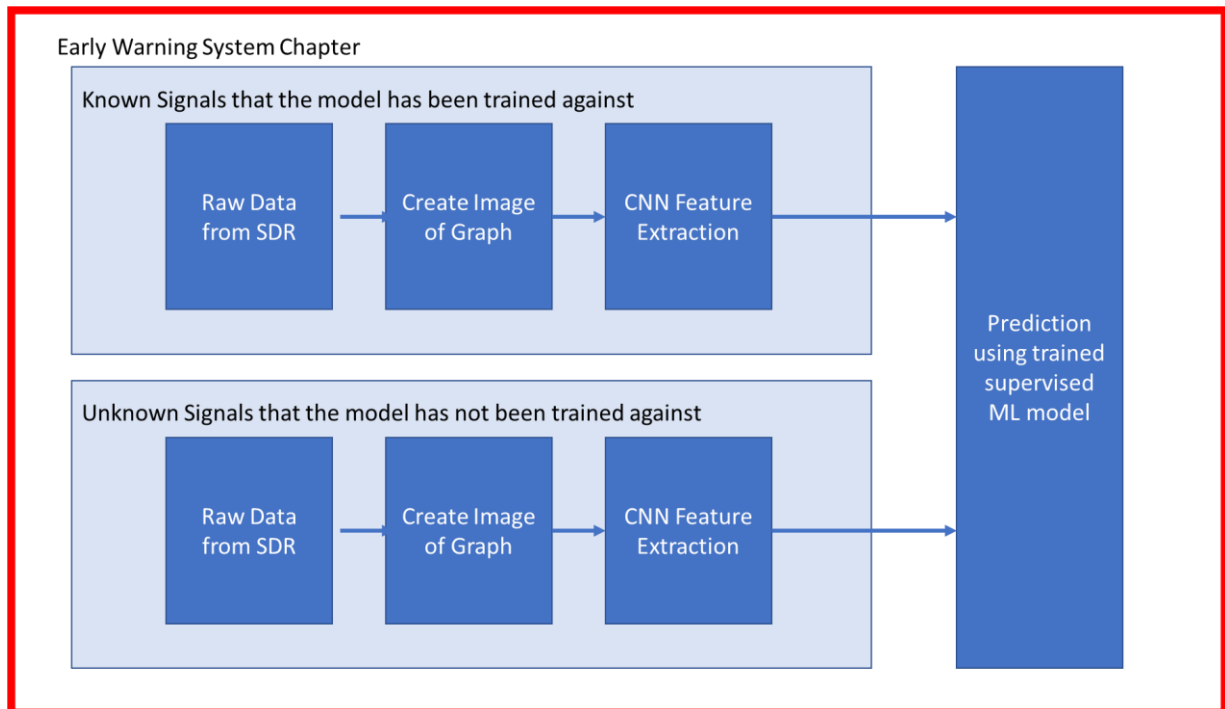 Early Warning System Chapter
Known Signals that the model has been trained against
Raw Data
from SDR
Create Image
of Graph
CNN Feature
Extraction
Unknown Signals that the model has not been trained against
Raw Data
from SDR
Create Image
of Graph
CNN Feature
Extraction
Prediction
using trained
supervised
ML model